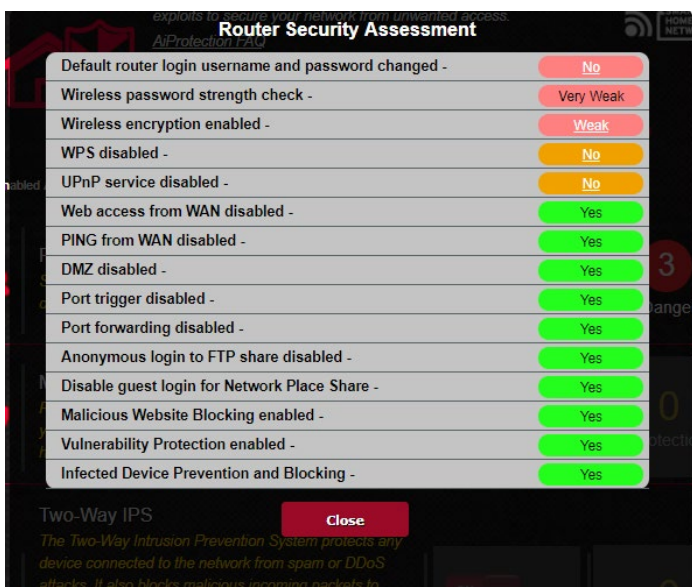 exploits to secure your network from unwanted access.
AiProtection FAQ
Router Security Assessment
Default router login username and password changed - No
Wireless password strength check - Very Weak
Wireless encryption enabled - Weak
WPS disabled - No
UPnP service disabled - No
Web access from WAN disabled - Yes
PING from WAN disabled - Yes
DMZ disabled - Yes
Port trigger disabled - Yes
Port forwarding disabled - Yes
Anonymous login to FTP share disabled - Yes
Disable guest login for Network Place Share - Yes
Malicious Website Blocking enabled - Yes
Vulnerability Protection enabled - Yes
Infected Device Prevention and Blocking - Yes
3
0
Two-Way IPS
Close
The Two-Way Intrusion Prevention System protects any
device connected to the network from spam or DDoS
attacks. It also blocks malicious incoming packets to